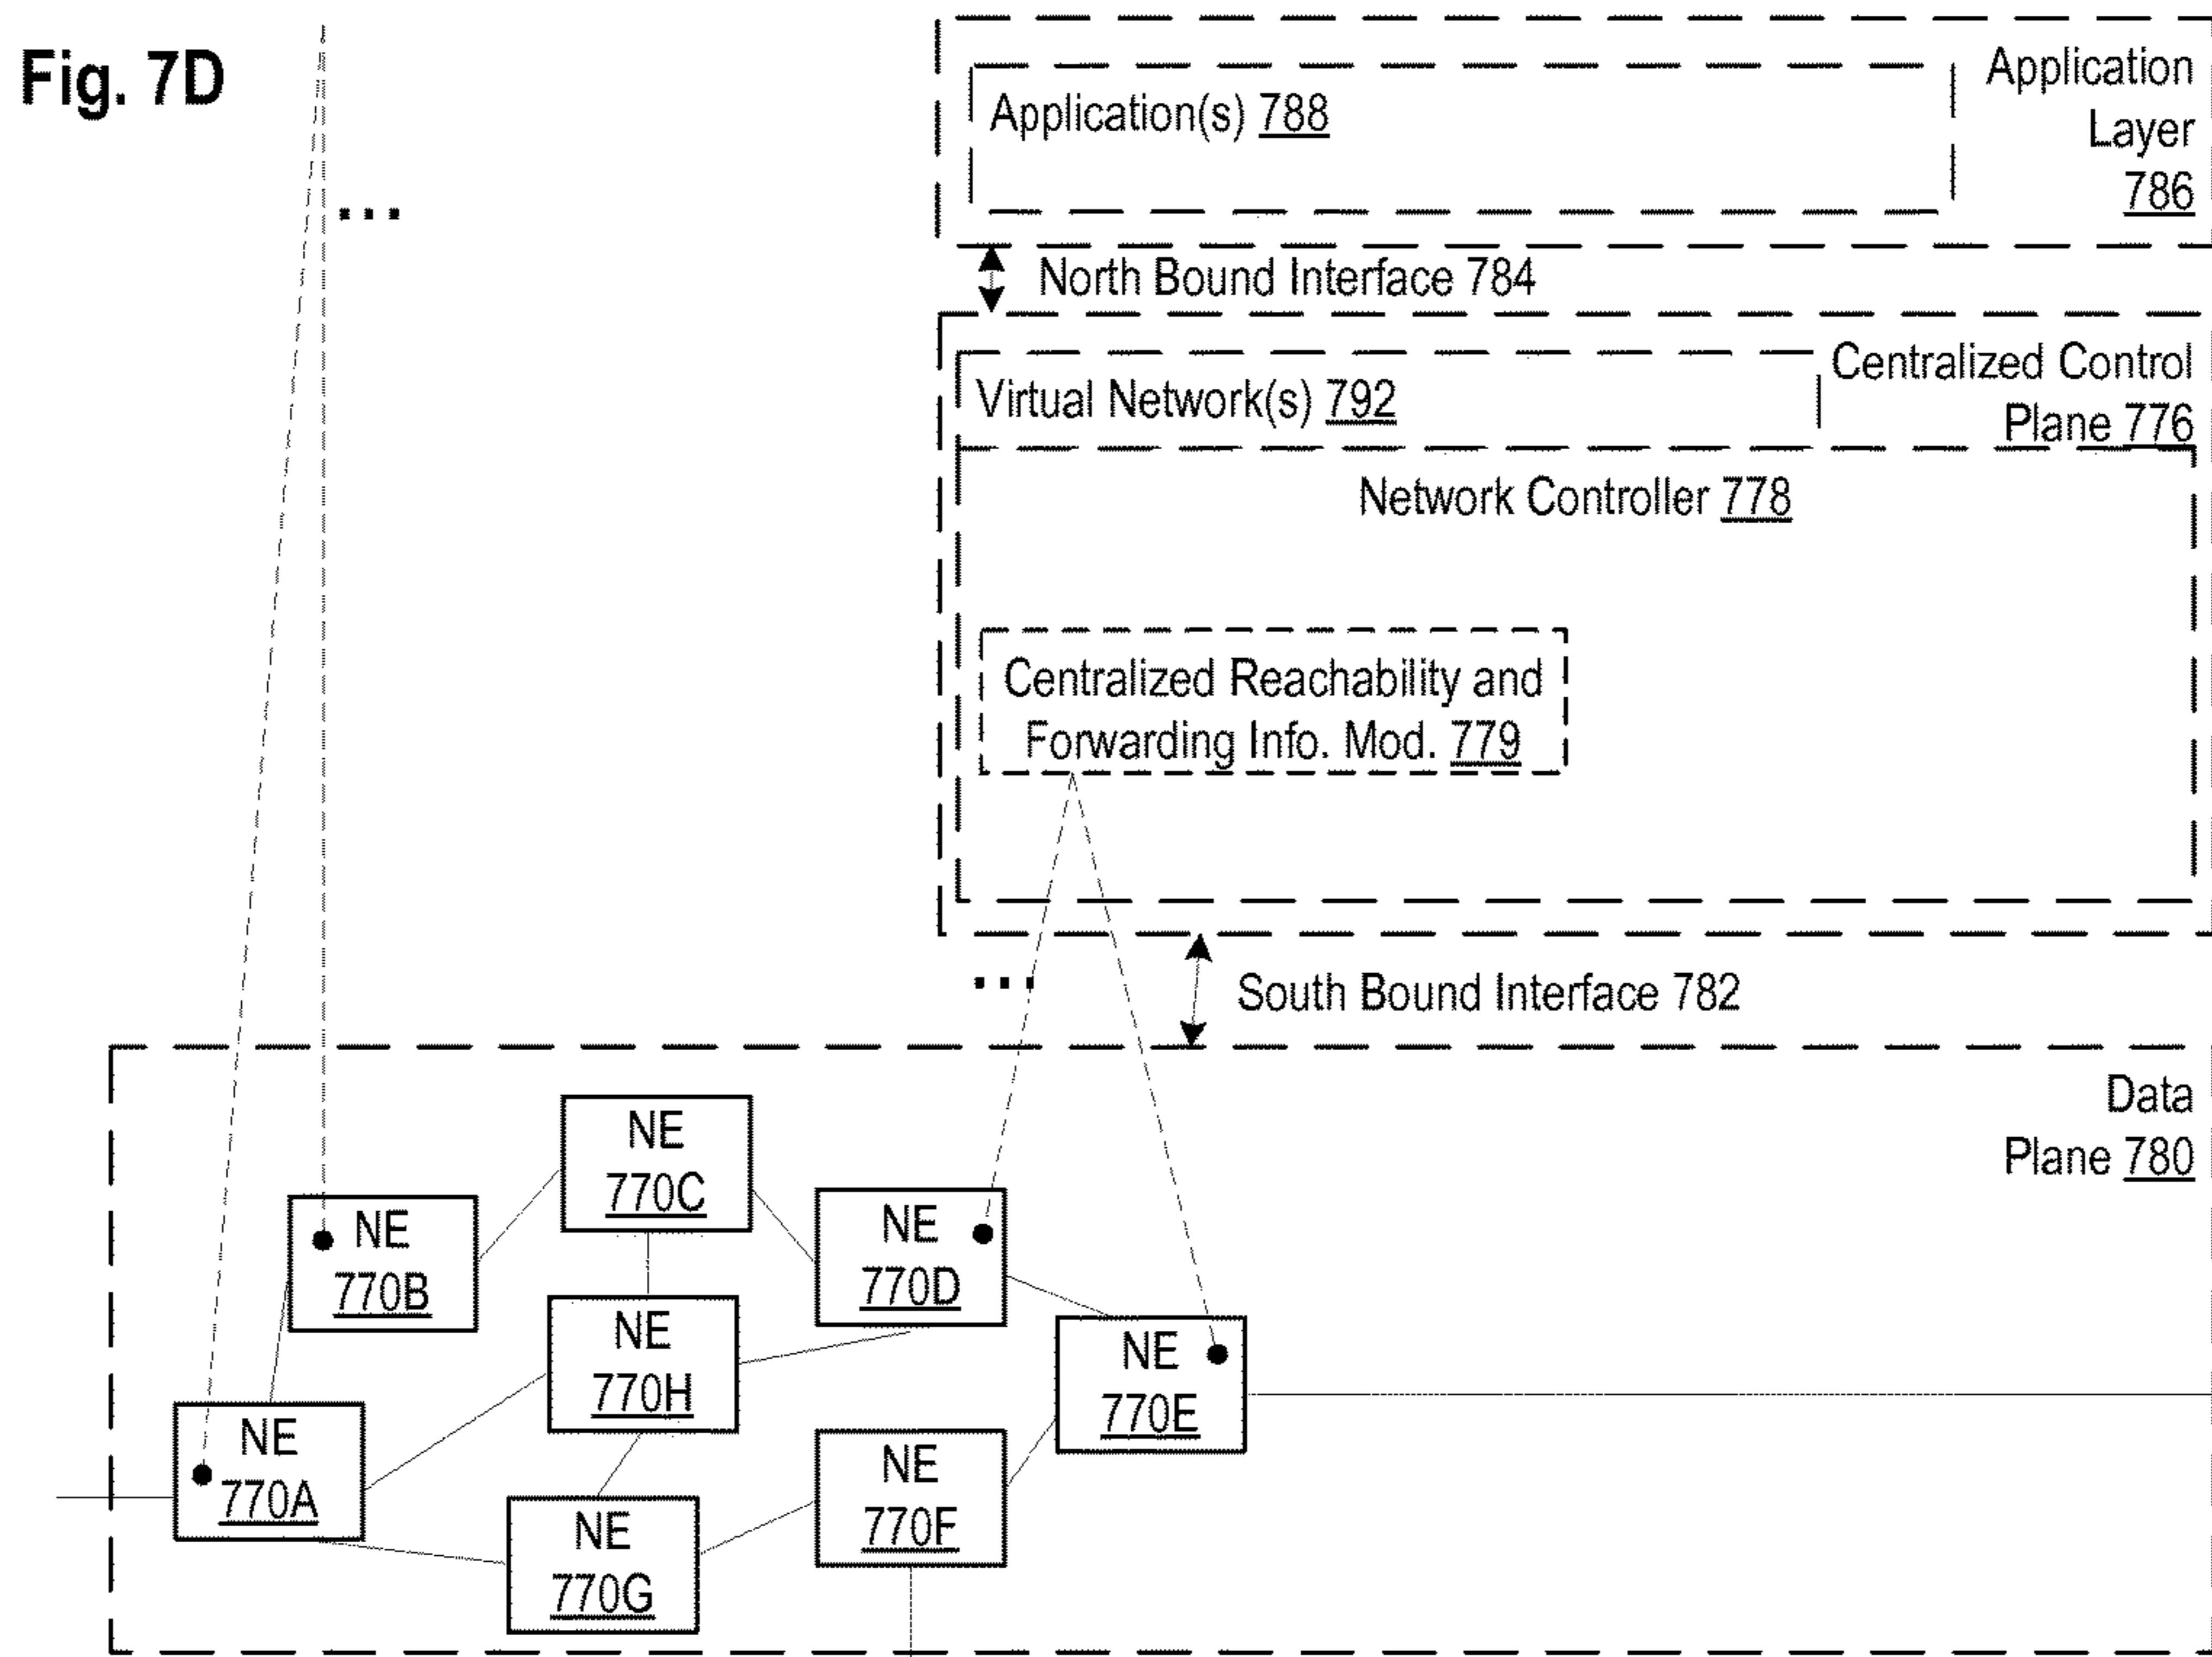 Fig. 7D
Application(s) 788
Application
Layer
786
North Bound Interface 784
Virtual Network(s) 792
Centralized Control
Plane 776
Network Controller 778
Centralized Reachability and
Forwarding Info. Mod. 779
South Bound Interface 782
Data
Plane 780
NE
770C
NE
770B
NE
770D
NE
770H
NE
770E
NE
770A
NE
770F
NE
770G